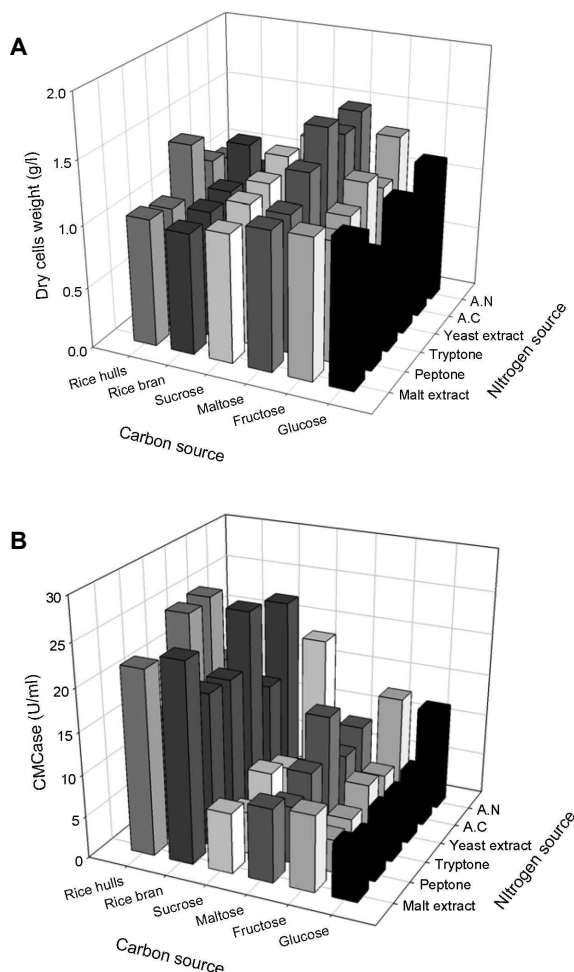 A
Dry cells weight (g/l)
2.0
1.5
1.0
0.5
0.0
Rice hulls
Rice bran
Sucrose
Maltose
Fructose
Glucose
Carbon source
A.N
A.C
Yeast extract
Tryptone
Peptone
Malt extract
NItrogen source
B
CMCase (U/ml)
30
25
20
15
10
5
0
Rice hulls
Rice bran
Sucrose
Maltose
Fructose
Glucose
Carbon source
A.N
A.C
Yeast extract
Tryptone
Peptone
Malt extract
NItrogen source